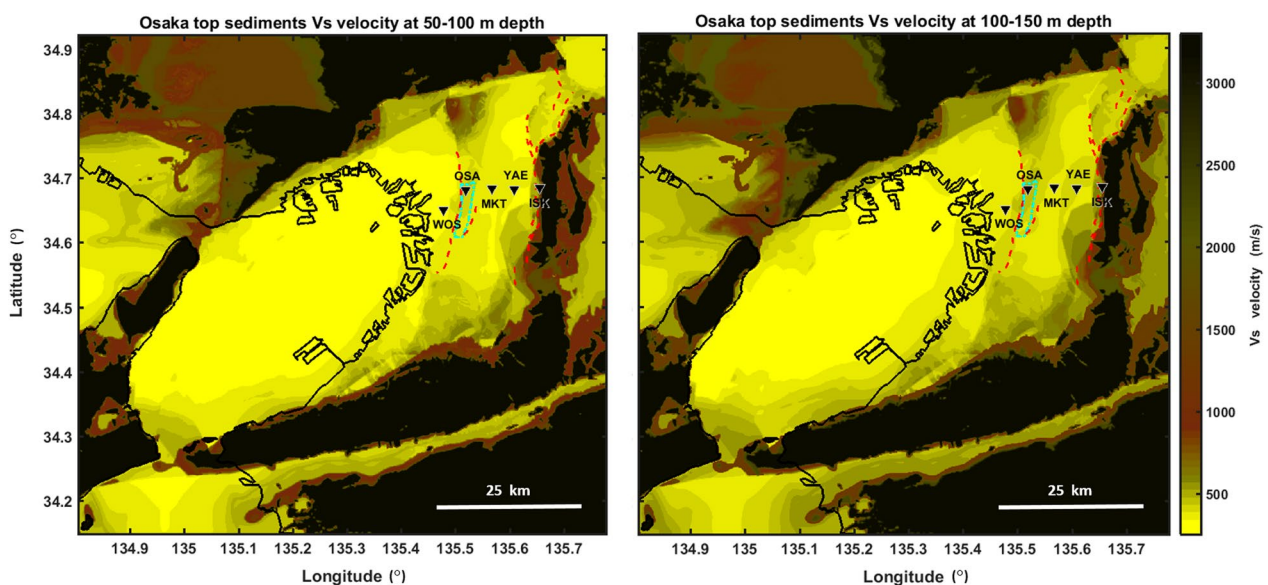 Osaka top sediments Vs velocity at 50-100 m depth
Osaka top sediments Vs velocity at 100-150 m depth
34.9
34.8
34.7
34.6
34.5
34.4
34.3
34.2
Latitude (°)
OSA
YAE
MKT
ISK
WOS
25 km
OSA
YAE
MKT
ISK
WOS
25 km
134.9 135 135.1 135.2 135.3 135.4 135.5 135.6 135.7
134.9 135 135.1 135.2 135.3 135.4 135.5 135.6 135.7
Longitude (°)
Longitude (°)
3000
2500
2000
1500
1000
500
Vs velocity (m/s)